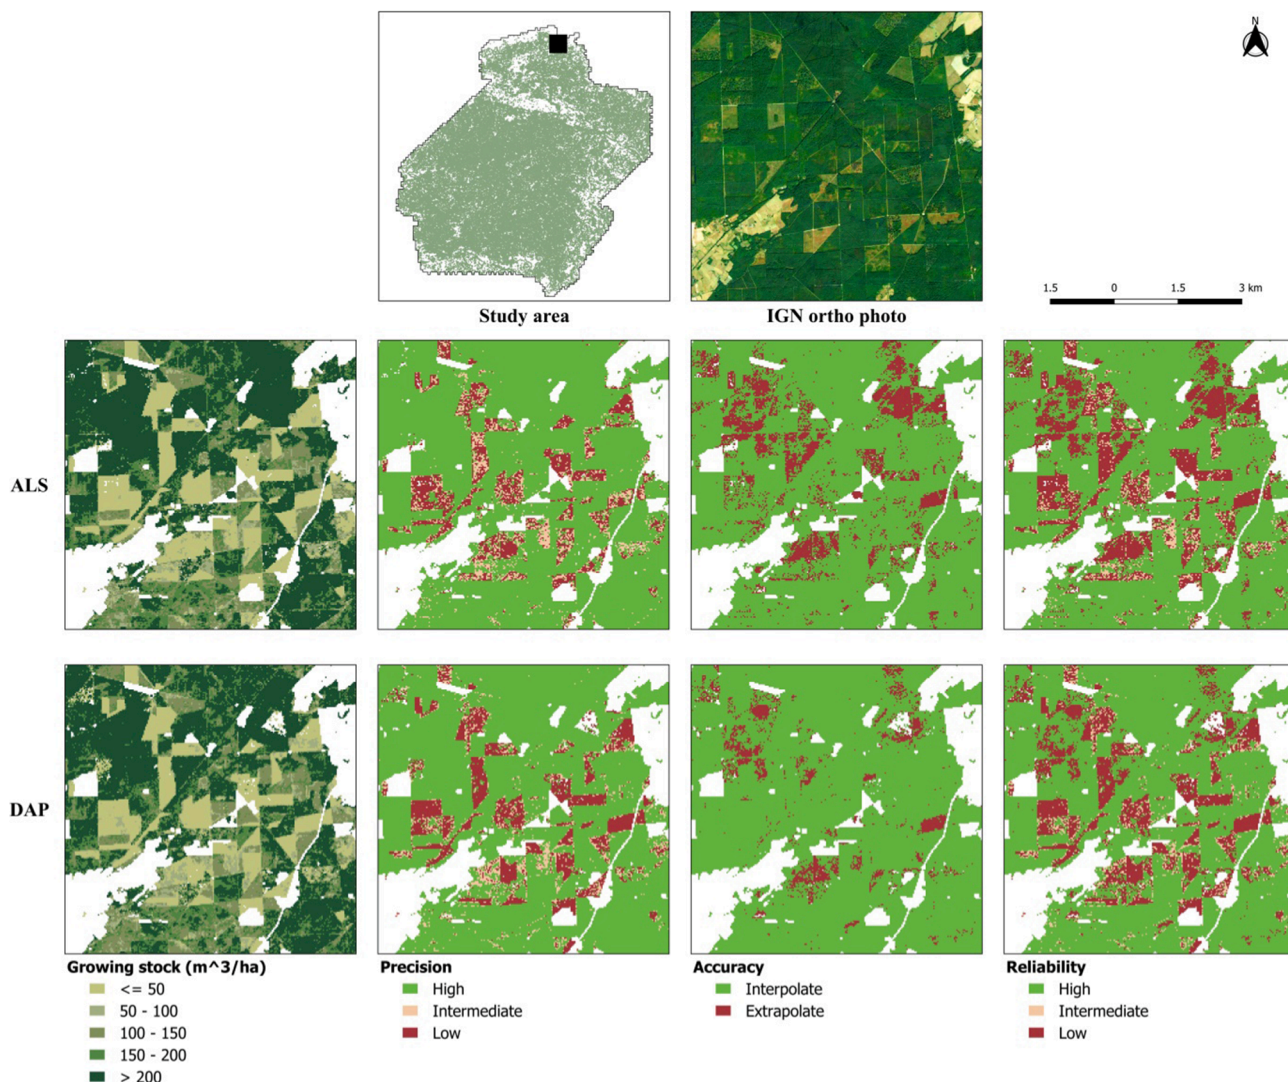 N
1.5 0 1.5 3 km
Study area IGN ortho photo
ALS
DAP
Growing stock (m^3/ha) Precision Accuracy Reliability
<= 50 High Interpolate High
50 - 100 Intermediate Extrapolate Intermediate
100 - 150 Low Low
150 - 200
> 200